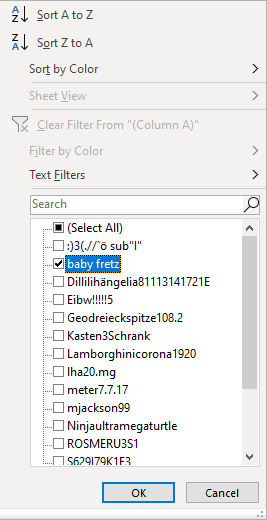 Sort A to Z
Sort Z to A
Sort by Color
Sheet View
Clear Filter From "(Column A)"
Filter by Color
Text Filters
Search
(Select All)
:)3(.//`ö sub"l"
baby fretz
Dillilihängelia81113141721E
Eibw!!!!!5
Geodreieckspitze108.2
Kasten3Schrank
Lamborghinicorona1920
lha20.mg
meter7.7.17
mjackson99
Ninjaultramegaturtle
ROSMERU3S1
S629I79K1F3
OK
Cancel